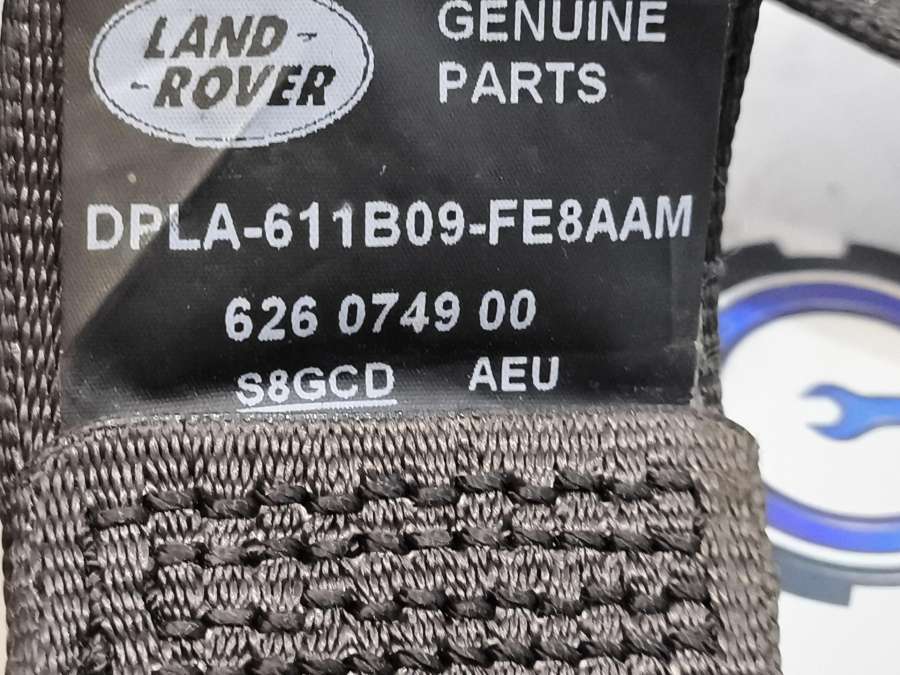 LAND-
-ROVER
GENUINE
PARTS
DPLA-611B09-FE8AAM
626 0749 00
S8GCD AEU